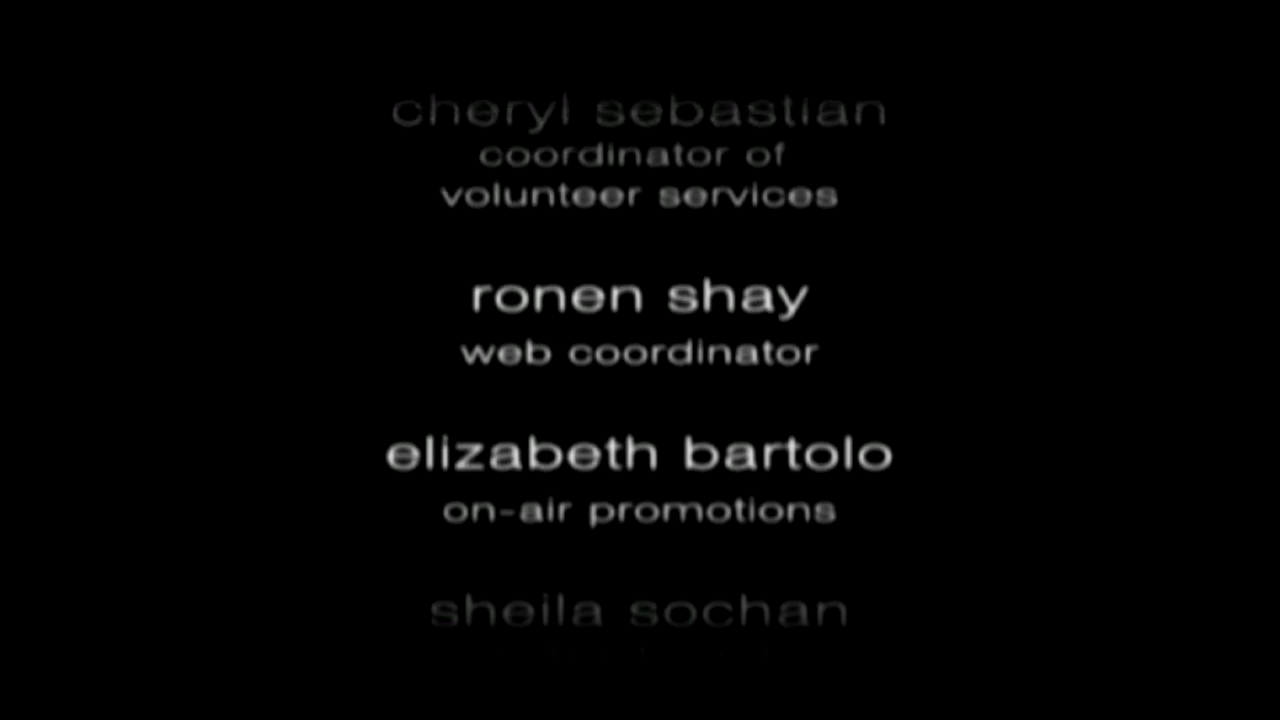 cheryl sebastian
coordinator of
volunteer services
ronen shay
web coordinator
elizabeth bartolo
on-air promotions
sheila sochan